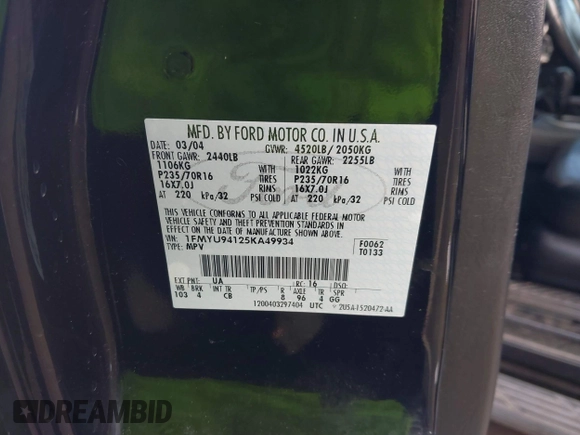 MFD. BY FORD MOTOR CO. IN U.S.A.
DATE: 03/04 GVWR: 4520LB/ 2050KG
FRONT GAWR: 2440LB REAR GAWR: 2255LB
1106KG 1022KG
P235/70R16 TIRES P235/70R16 TIRES
16X7.0J RIMS 16X7.0J RIMS
AT 220 kPa/32 PSI COLD AT 220 kPa/32 PSI COLD
THIS VEHICLE CONFORMS TO ALL APPLICABLE FEDERAL MOTOR
VEHICLE SAFETY AND THEFT PREVENTION STANDARDS IN
EFFECT ON THE DATE OF MANUFACTURE SHOWN ABOVE.
VIN: 1FMYU94125KA49934 F0062
TYPE: MPV T0133
EXT PNT: UA RC: 16 DSO:
WB BRK INT TR TP/PS R AXLE TR SPR
103 4 CB 8 96 4 GG
1200403297404 UTC 2U5A-1520472-AA
Ford
DREAMBID